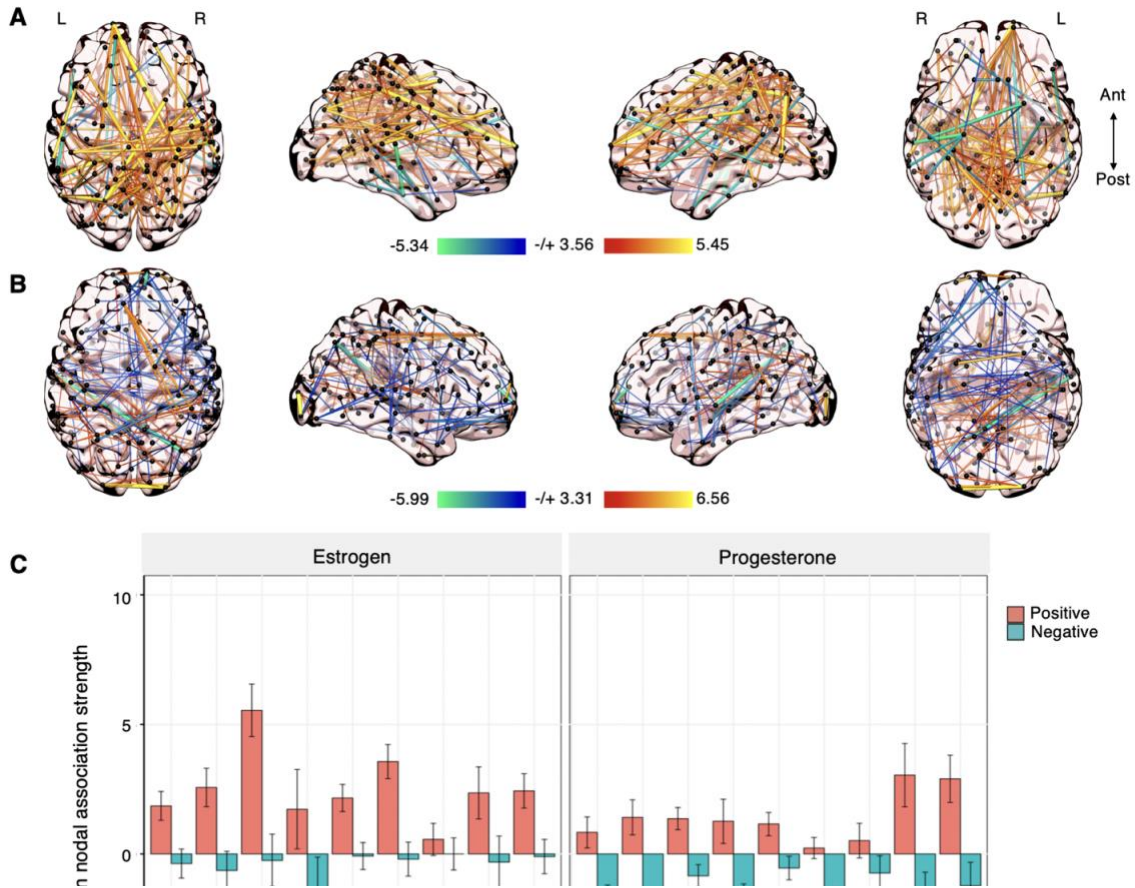 A
L
R
R
L
Ant
Post
-5.34
-/+ 3.56
5.45
B
-5.99
-/+ 3.31
6.56
C
Estrogen
Progesterone
10
5
0
nodal association strength
Positive
Negative